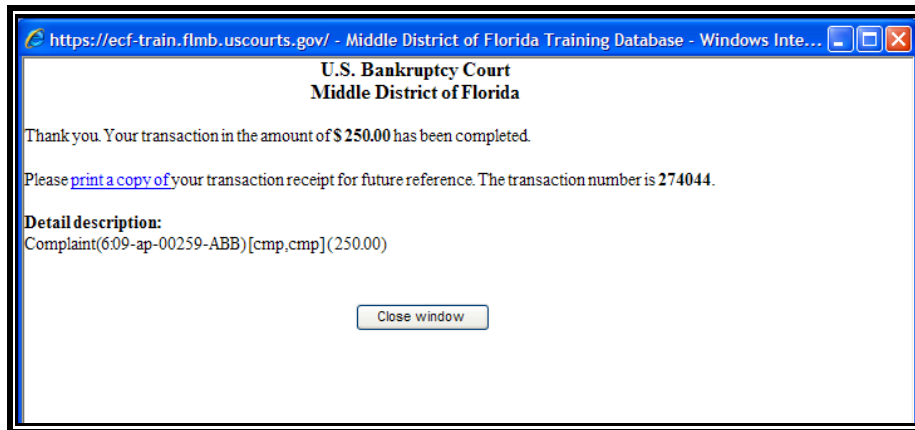 https://ecf-train.flmb.uscourts.gov/ - Middle District of Florida Training Database - Windows Inte...
U.S. Bankruptcy Court
Middle District of Florida
Thank you. Your transaction in the amount of $ 250.00 has been completed.
Please print a copy of your transaction receipt for future reference. The transaction number is 274044.
Detail description:
Complaint(6:09-ap-00259-ABB) [cmp,cmp] (250.00)
Close window